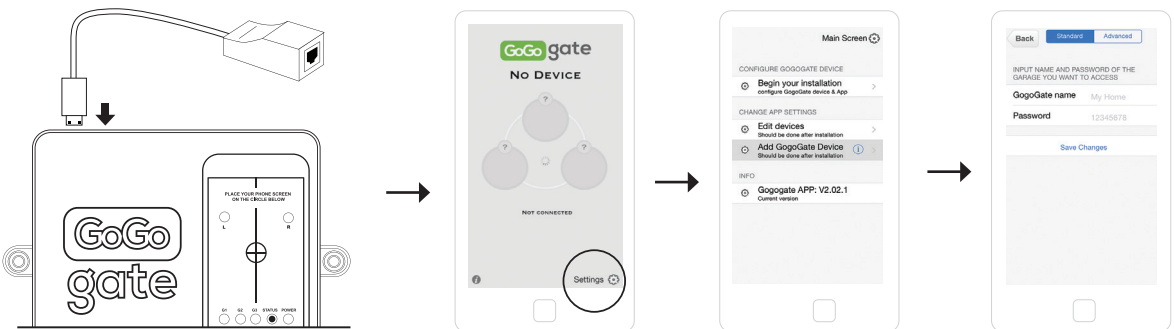 PLACE YOUR PHONE SCREEN
ON THE CIRCLE BELOW
L
R
GoGo
gate
G1 G2 G3 STATUS POWER
GoGo gate
NO DEVICE
?
?
?
NOT CONNECTED
i
Settings
Main Screen
CONFIGURE GOGOGATE DEVICE
Begin your installation
configure GogoGate device & App
CHANGE APP SETTINGS
Edit devices
Should be done after installation
Add GogoGate Device
Should be done after installation
i
INFO
Gogogate APP: V2.02.1
Current version
Back
Standard
Advanced
INPUT NAME AND PASSWORD OF THE
GARAGE YOU WANT TO ACCESS
GogoGate name My Home
Password 12345678
Save Changes